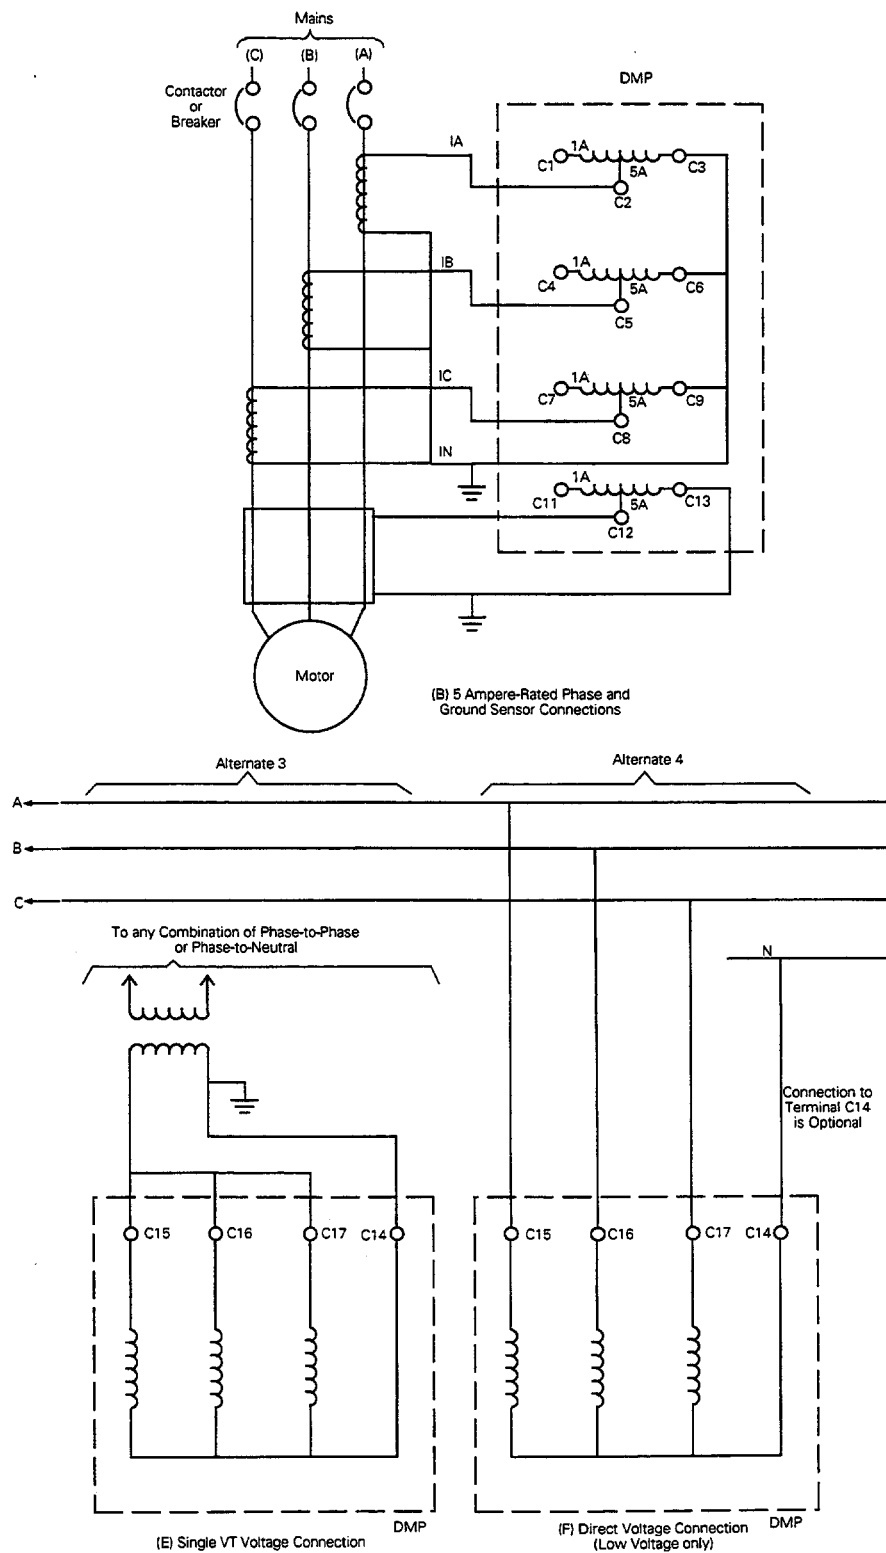 Mains
(C) (B) (A)
Contactor
or
Breaker
DMP
IA
1A
C1
C3
5A
C2
IB
1A
C4
C6
5A
C5
IC
1A
C7
C9
5A
C8
IN
1A
C11
C13
5A
C12
Motor
(B) 5 Ampere-Rated Phase and
Ground Sensor Connections
Alternate 3
Alternate 4
A
B
C
To any Combination of Phase-to-Phase
or Phase-to-Neutral
N
Connection to
Terminal C14
is Optional
C15 C16 C17 C14
C15 C16 C17 C14
DMP
(E) Single VT Voltage Connection
DMP
(F) Direct Voltage Connection
(Low Voltage only)